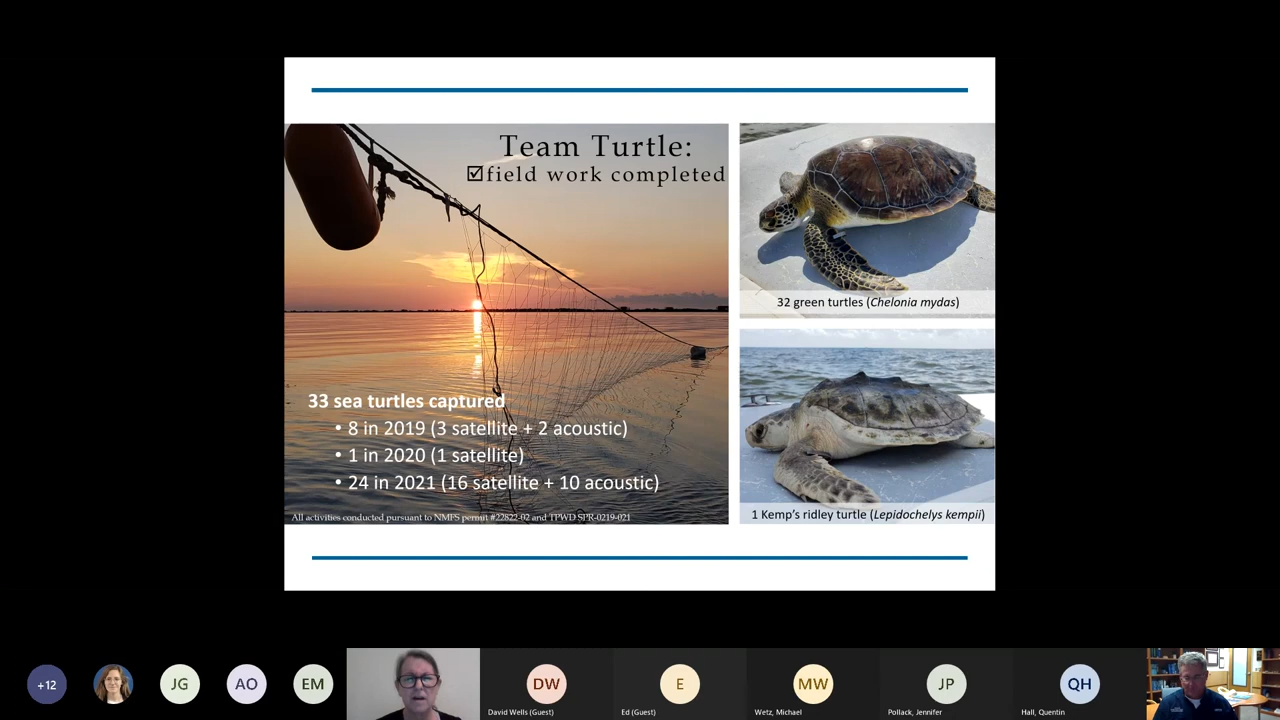 Team Turtle:
☑field work completed
33 sea turtles captured
• 8 in 2019 (3 satellite + 2 acoustic)
• 1 in 2020 (1 satellite)
• 24 in 2021 (16 satellite + 10 acoustic)
All activities conducted pursuant to NMFS permit #22822-02 and TPWD SPR-0219-021
32 green turtles (Chelonia mydas)
1 Kemp's ridley turtle (Lepidochelys kempii)
+12
JG
AO
EM
DW
David Wells (Guest)
E
Ed (Guest)
MW
Wetz, Michael
JP
Pollack, Jennifer
QH
Hall, Quentin